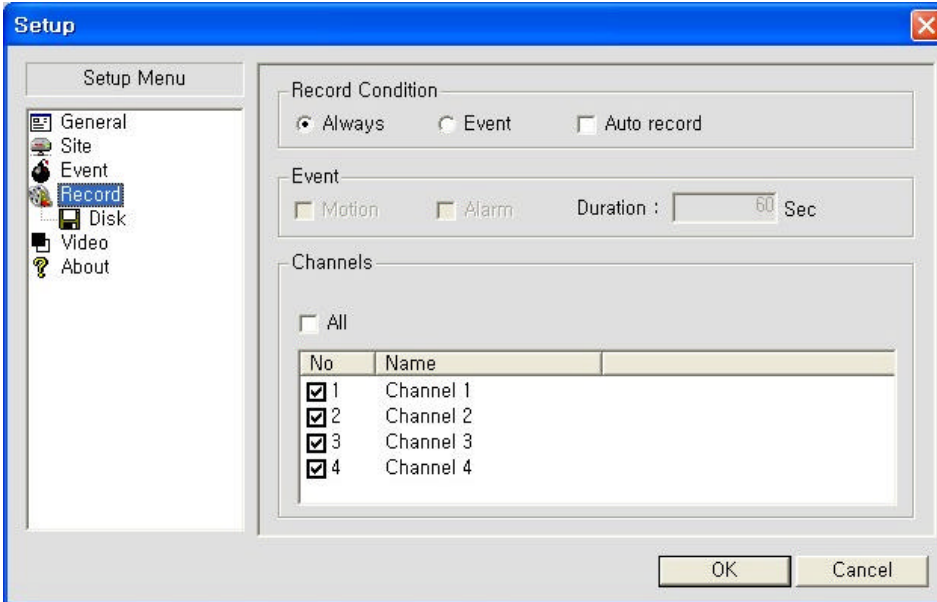 Setup
Setup Menu
General
Site
Event
Record
Disk
Video
About
Record Condition
Always Event Auto record
Event
Motion Alarm Duration : 60 Sec
Channels
All
No Name
1 Channel 1
2 Channel 2
3 Channel 3
4 Channel 4
OK Cancel